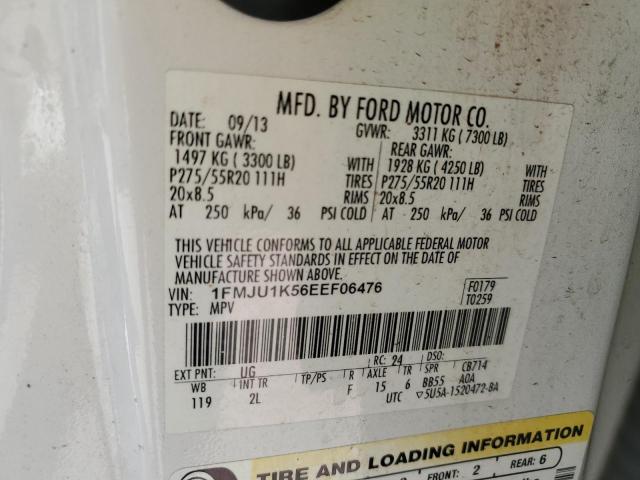 MFD. BY FORD MOTOR CO.
DATE: 09/13 GVWR: 3311 KG ( 7300 LB)
FRONT GAWR: REAR GAWR:
1497 KG ( 3300 LB) WITH 1928 KG ( 4250 LB) WITH
P275/55R20 111H TIRES P275/55R20 111H TIRES
20x8.5 RIMS 20x8.5 RIMS
AT 250 kPa/ 36 PSI COLD AT 250 kPa/ 36 PSI COLD
THIS VEHICLE CONFORMS TO ALL APPLICABLE FEDERAL MOTOR
VEHICLE SAFETY STANDARDS IN EFFECT ON THE DATE OF
MANUFACTURE SHOWN ABOVE.
VIN: 1FMJU1K56EEF06476 F0179
TYPE: MPV T0259
EXT PNT: UG RC: 24 DSO:
WB INT TR TP/PS R AXLE TR SPR CB714
119 2L F 15 6 BB55 AOA
UTC ▽5U5A-1520472-BA
TIRE AND LOADING INFORMATION
FRONT: 2 REAR: 6